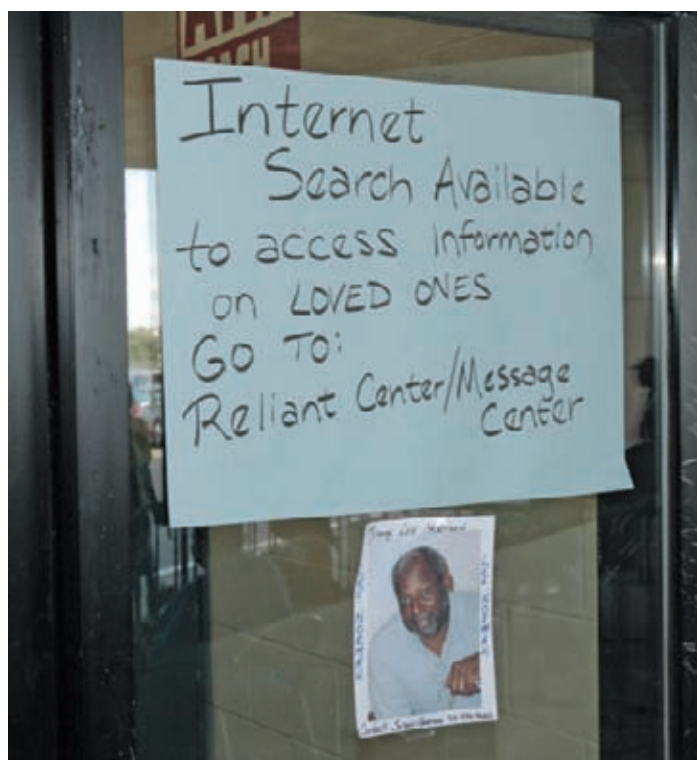 Internet
Search Available
to access information
on LOVED ONES
GO TO:
Reliant Center/Message
Center